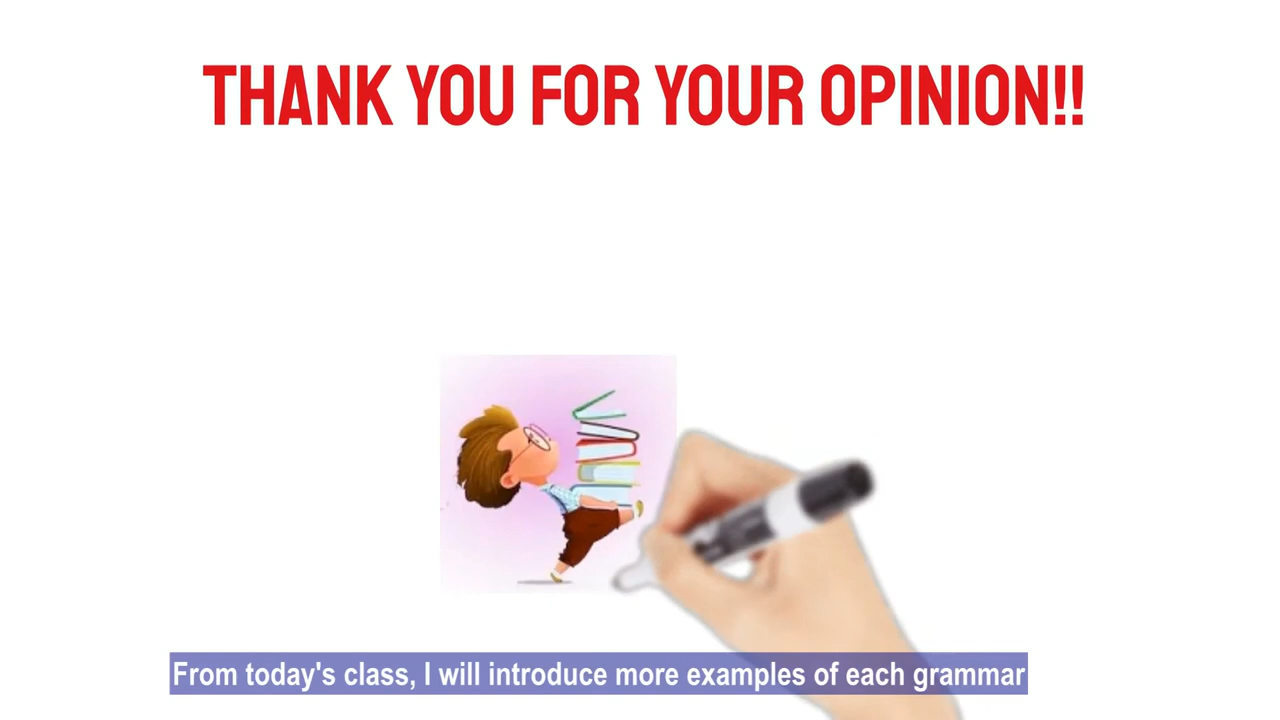 THANK YOU FOR YOUR OPINION!!
From today's class, I will introduce more examples of each grammar